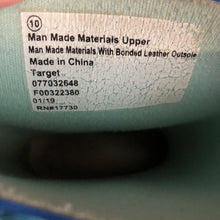 10
Man Made Materials Upper
Man Made Materials With Bonded Leather Outsole
Made in China
Target
077032648
F00322380
01/19
RN#17730